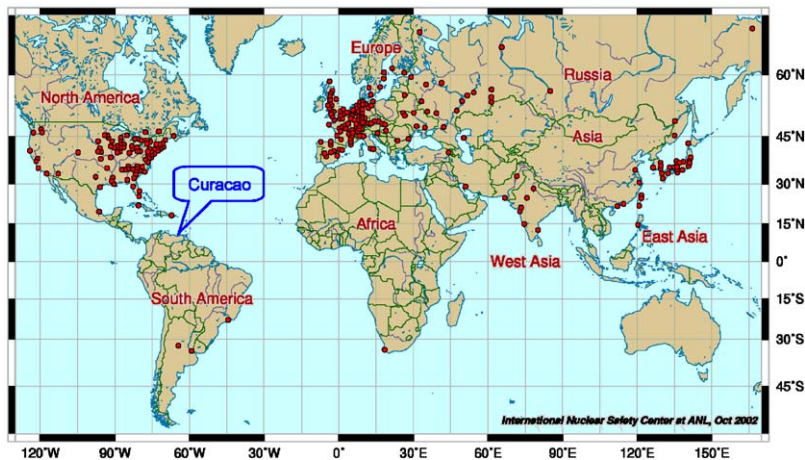 Europe
60°N
Russia
North America
45°N
Asia
30°N
Curacao
Africa
15°N
East Asia
West Asia
0°
South America
15°S
30°S
45°S
International Nuclear Safety Center at ANL, Oct 2002
120°W 90°W 60°W 30°W 0° 30°E 60°E 90°E 120°E 150°E